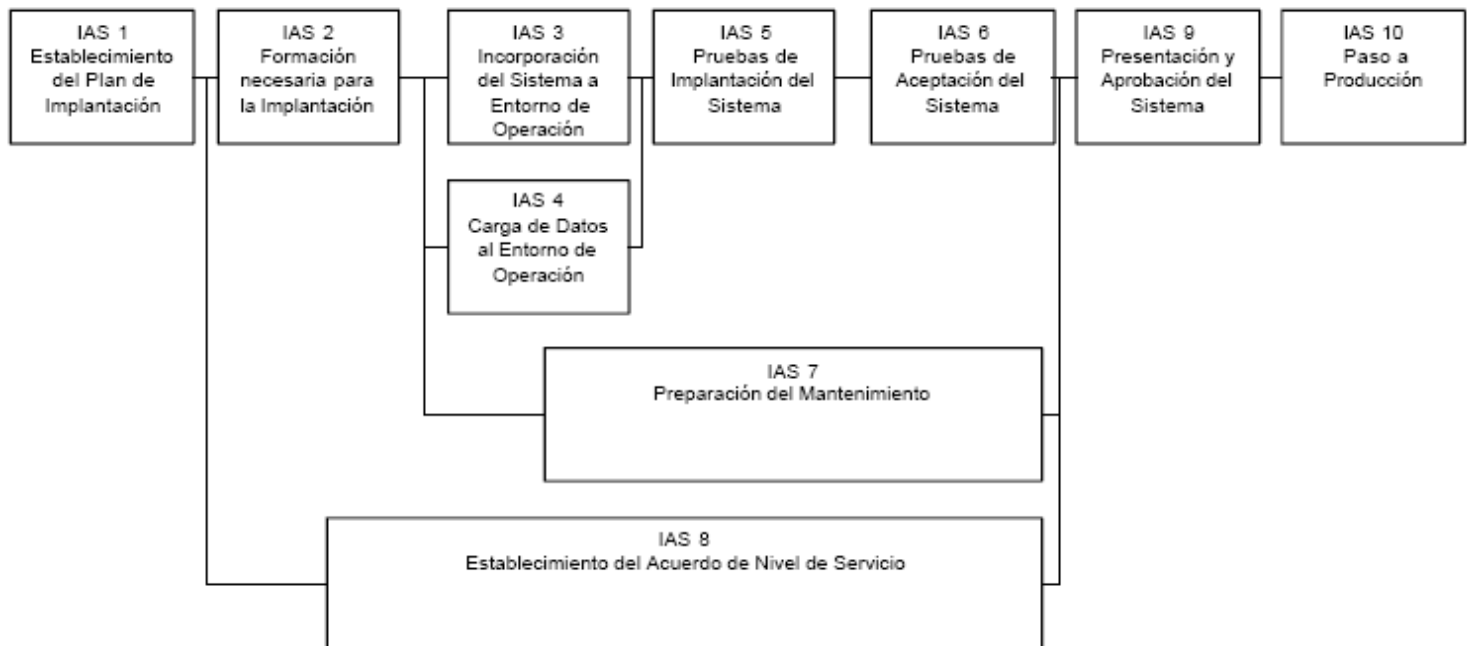 IAS 1
Establecimiento
del Plan de
Implantación
IAS 2
Formación
necesaria para
la Implantación
IAS 3
Incorporación
del Sistema a
Entorno de
Operación
IAS 5
Pruebas de
Implantación del
Sistema
IAS 6
Pruebas de
Aceptación del
Sistema
IAS 9
Presentación y
Aprobación del
Sistema
IAS 10
Paso a
Producción
IAS 4
Carga de Datos
al Entorno de
Operación
IAS 7
Preparación del Mantenimiento
IAS 8
Establecimiento del Acuerdo de Nivel de Servicio